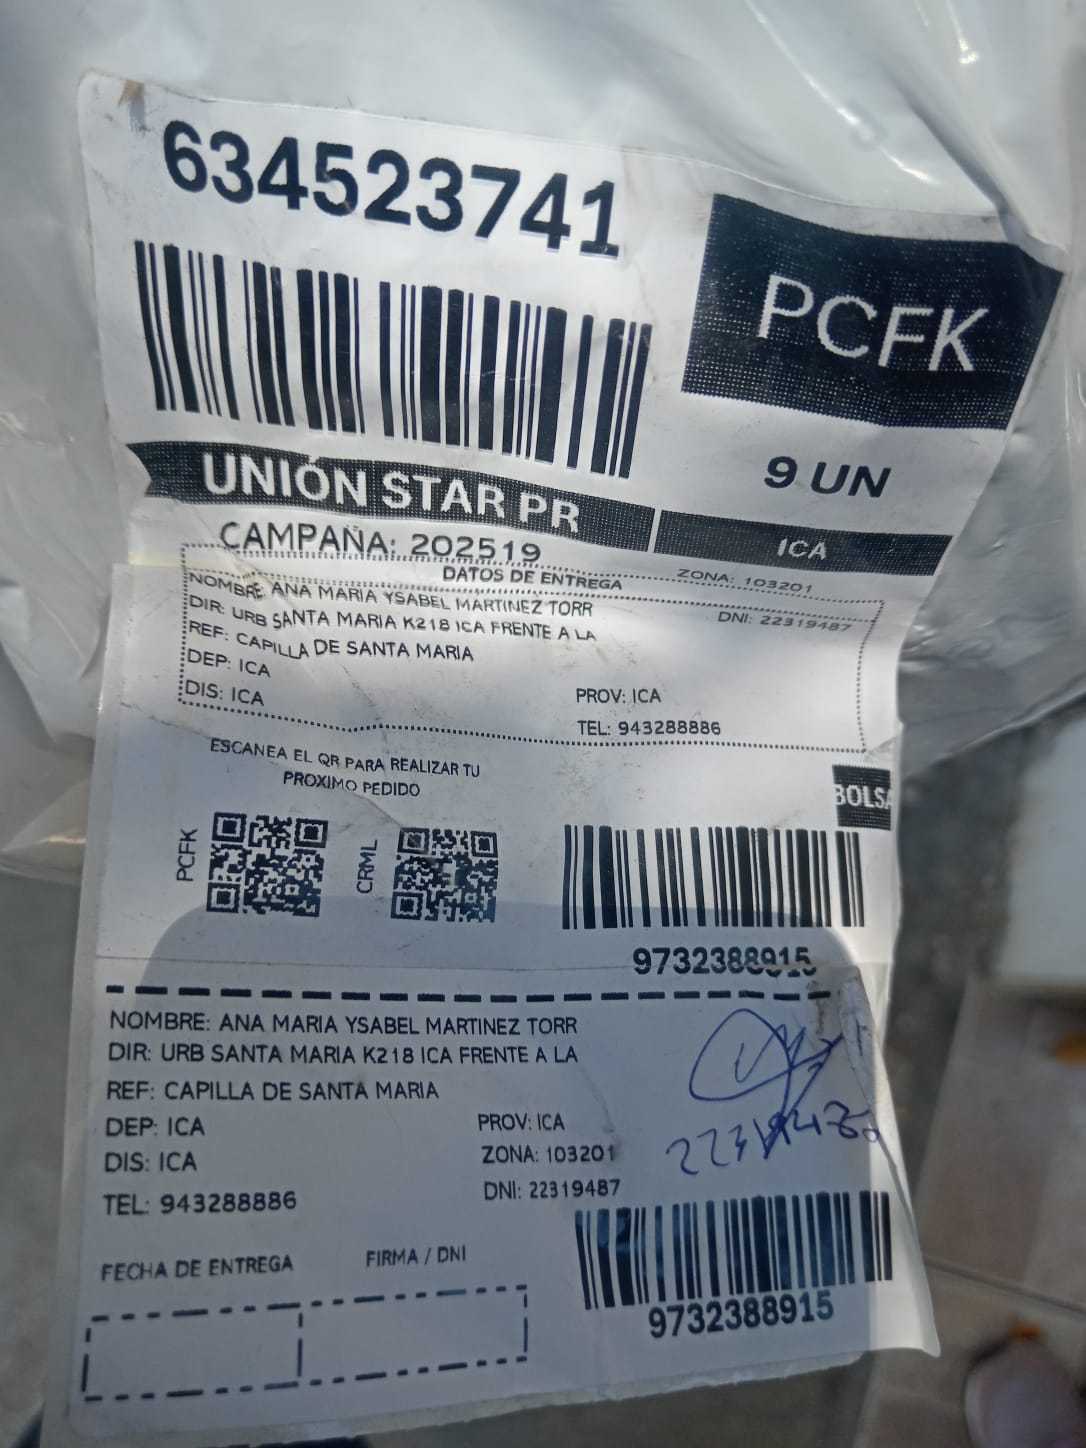 634523741
PCFK
9 UN
UNIÓN STAR PR
ICA
CAMPAÑA: 202519
ZONA: 103201
DATOS DE ENTREGA
NOMBRE: ANA MARIA YSABEL MARTINEZ TORR
DNI: 22319487
DIR: URB SANTA MARIA K218 ICA FRENTE A LA
REF: CAPILLA DE SANTA MARIA
DEP: ICA
PROV: ICA
DIS: ICA
TEL: 943288886
ESCANEA EL QR PARA REALIZAR TU
PROXIMO PEDIDO
BOLSA
PCFK
CRML
9732388915
NOMBRE: ANA MARIA YSABEL MARTINEZ TORR
DIR: URB SANTA MARIA K218 ICA FRENTE A LA
REF: CAPILLA DE SANTA MARIA
DEP: ICA
PROV: ICA
DIS: ICA
ZONA: 103201
TEL: 943288886
DNI: 22319487
FECHA DE ENTREGA
FIRMA / DNI
9732388915